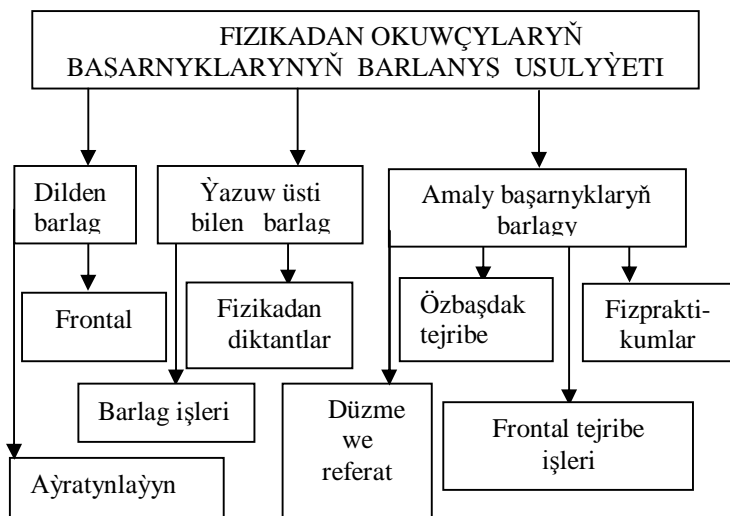 FIZIKADAN OKUWÇYLARYŇ
BAŞARNYKLARYNYŇ BARLANYŞ USULYỲETI
Dilden
barlag
Ỳazuw üsti
bilen barlag
Amaly başarnyklaryň
barlagy
Frontal
Fizikadan
diktantlar
Özbaşdak
tejribe
Fizprakti-
kumlar
Barlag işleri
Düzme
we
referat
Frontal tejribe
işleri
Aỳratynlaỳyn